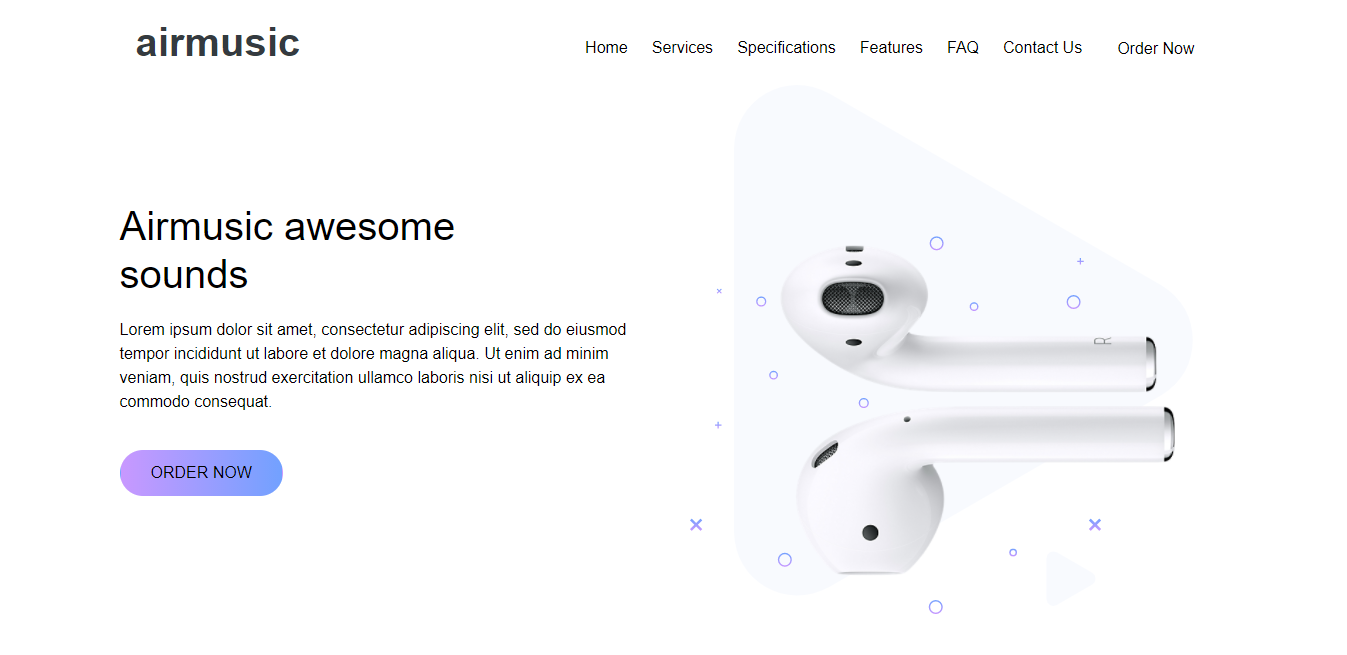 airmusic
Home Services Specifications Features FAQ Contact Us Order Now
Airmusic awesome
sounds
Lorem ipsum dolor sit amet, consectetur adipiscing elit, sed do eiusmod
tempor incididunt ut labore et dolore magna aliqua. Ut enim ad minim
veniam, quis nostrud exercitation ullamco laboris nisi ut aliquip ex ea
commodo consequat.
R
ORDER NOW